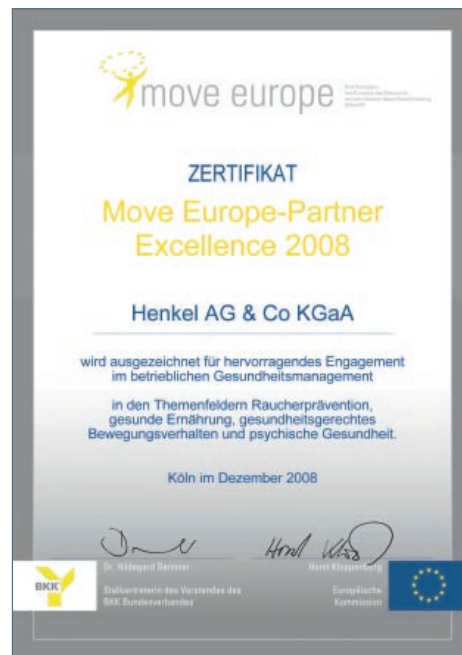 move europe
ZERTIFIKAT
Move Europe-Partner
Excellence 2008
Henkel AG & Co KGaA
wird ausgezeichnet für hervorragendes Engagement
im betrieblichen Gesundheitsmanagement
in den Themenfeldern Raucherprävention,
gesunde Ernährung, gesundheitsgerechtes
Bewegungsverhalten und psychische Gesundheit.
Köln im Dezember 2008
Dr. Hildegard Demmer
Horst Kloppenburg
BKK
Stellvertreterin des Vorstandes des
BKK Bundesverbandes
Europäische
Kommission